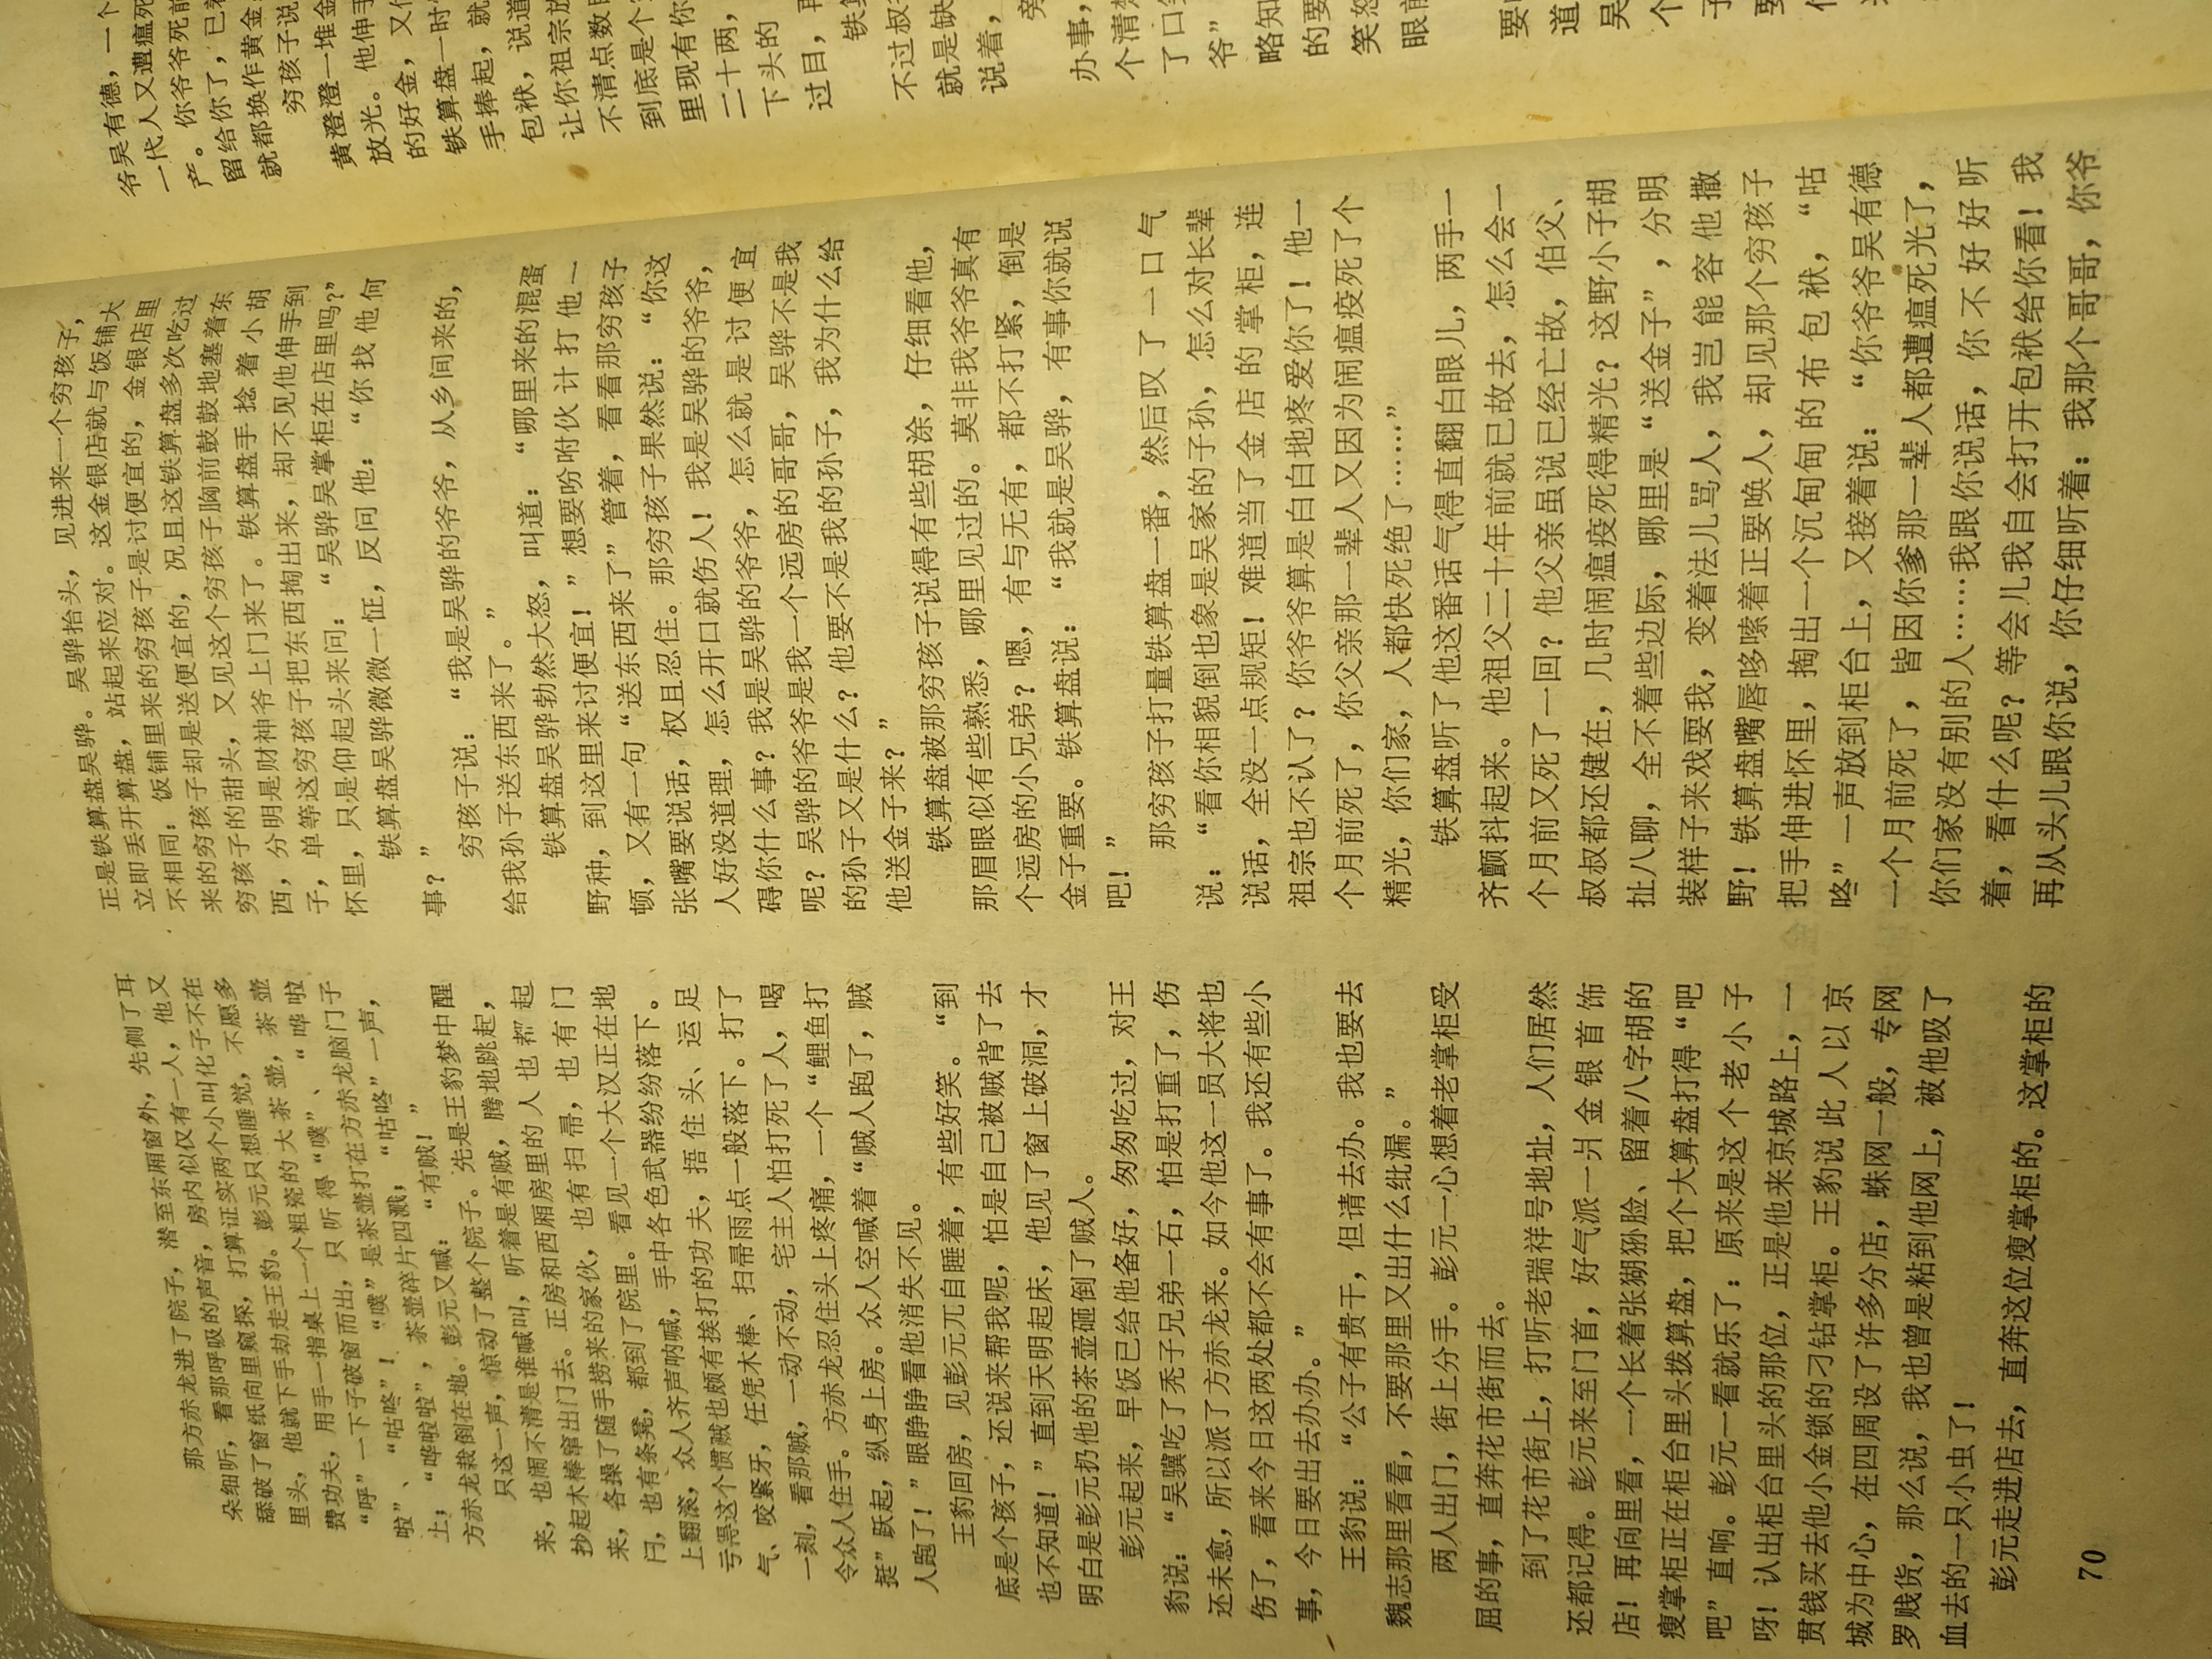 那方赤龙进了院子，潜至东厢窗外，先侧了耳
朵细听，看那呼吸的声音，房内似仅有一人，他又
舔破了窗纸向里窥探，打算证实两个小叫化子不在
里头，他就下手劫走王豹。彭元只想睡觉，不愿多
费功夫，用手一指桌上一个粗瓷的大茶壶，茶壶
“呼”一下子破窗而出，只听得“噗”、“哗啦
啦”、“咕咚”！“噗”是茶壶打在方赤龙脑门子
上；“哗啦啦”，茶壶碎片四溅，“咕咚”一声，
方赤龙栽倒在地。彭元又喊：“有贼！”
只这一声，惊动了整个院子。先是王豹梦中醒
来，也闹不清是谁喊叫，听着是有贼，腾地跳起，
抄起木棒窜出门去。正房和西厢房里的人也都起
来，各操了随手捞来的家伙，也有扫帚，也有门
闩，也有条凳，都到了院里。看见一个大汉正在地
上翻滚，众人齐声呐喊，手中各色武器纷纷落下。
亏得这个惯贼也颇有挨打的功夫，捂住头、运足
气、咬紧牙，任凭木棒、扫帚雨点一般落下。打了
一刻，看那贼，一动不动，宅主人怕打死了人，喝
令众人住手。方赤龙忍住头上疼痛，一个“鲤鱼打
挺”跃起，纵身上房。众人空喊着“贼人跑了，贼
人跑了！”眼睁睁看他消失不见。
王豹回房，见彭元兀自睡着，有些好笑。“到
底是个孩子，还说来帮我呢，怕是自己被贼背了去
也不知道！”直到天明起床，他见了窗上破洞，才
明白是彭元扔他的茶壶砸倒了贼人。
彭元起来，早饭已给他备好，匆匆吃过，对王
豹说：“吴骥吃了秃子兄弟一石，怕是打重了，伤
还未愈，所以派了方赤龙来。如今他这一员大将也
伤了，看来今日这两处都不会有事了。我还有些小
事，今日要出去办办。”
王豹说：“公子有贵干，但请去办。我也要去
魏志那里看看，不要那里又出什么纰漏。”
两人出门，街上分手。彭元一心想着老掌柜受
屈的事，直奔花市街而去。
到了花市街上，打听老瑞祥号地址，人们居然
还都记得。彭元来至门首，好气派一爿金银首饰
店！再向里看，一个长着张猢狲脸、留着八字胡的
瘦掌柜正在柜台里头拨算盘，把个大算盘打得“吧
吧”直响。彭元一看就乐了：原来是这个老小子
呀！认出柜台里头的那位，正是他来京城路上，一
贯钱买去他小金锁的刁钻掌柜。王豹说此人以京
城为中心，在四周设了许多分店，蛛网一般，专网
罗贱货，那么说，我也曾是粘到他网上，被他吸了
血去的一只小虫了！
彭元走进店去，直奔这位瘦掌柜的。这掌柜的
正是铁算盘吴骅。吴骅抬头，见进来一个穷孩子，
立即丢开算盘，站起来应对。这金银店就与饭铺大
不相同：饭铺里来的穷孩子是讨便宜的，金银店里
来的穷孩子却是送便宜的，况且这铁算盘多次吃过
穷孩子的甜头，又见这个穷孩子胸前鼓鼓地塞着东
西，分明是财神爷上门来了。铁算盘手捻着小胡
子，单等这穷孩子把东西掏出来，却不见他伸手到
怀里，只是仰起头来问：“吴骅吴掌柜在店里吗？”
铁算盘吴骅微微一怔，反问他：“你找他何
事？”
穷孩子说：“我是吴骅的爷爷，从乡间来的，
给我孙子送东西来了。”
铁算盘吴骅勃然大怒，叫道：“哪里来的混蛋
野种，到这里来讨便宜！”想要吩咐伙计打他一
顿，又有一句“送东西来了”管着，看看那穷孩子
张嘴要说话，权且忍住。那穷孩子果然说：“你这
人好没道理，怎么开口就伤人！我是吴骅的爷爷，
碍你什么事？我是吴骅的爷爷，怎么就是讨便宜
呢？吴骅的爷爷是我一个远房的哥哥，吴骅不是我
的孙子又是什么？他要不是我的孙子，我为什么给
他送金子来？”
铁算盘被那穷孩子说得有些胡涂，仔细看他，
那眉眼似有些熟悉，哪里见过的。莫非我爷爷真有
个远房的小兄弟？嗯，有与无有，都不打紧，倒是
金子重要。铁算盘说：“我就是吴骅，有事你就说
吧！”
那穷孩子打量铁算盘一番，然后叹了一口气
说：“看你相貌倒也象是吴家的子孙，怎么对长辈
说话，全没一点规矩！难道当了金店的掌柜，连
祖宗也不认了？你爷爷算是白白地疼爱你了！他一
个月前死了，你父亲那一辈人又因为闹瘟疫死了个
精光，你们家，人都快死绝了……”
铁算盘听了他这番话气得直翻白眼儿，两手一
齐颤抖起来。他祖父二十年前就已故去，怎么会一
个月前又死了一回？他父亲虽说已经亡故，伯父、
叔叔都还健在，几时闹瘟疫死得精光？这野小子胡
扯八聊，全不着些边际，哪里是“送金子”，分明
装样子来戏耍我，变着法儿骂人，我岂能容他撒
野！铁算盘嘴唇哆嗦着正要唤人，却见那个穷孩子
把手伸进怀里，掏出一个沉甸甸的布包袱，“咕
咚”一声放到柜台上，又接着说：“你爷爷吴有德
一个月前死了，皆因你爹那一辈人都遭瘟死光了，
你们家没有别的人……我跟你说话，你不好好听
着，看什么呢？等会儿我自会打开包袱给你看！我
再从头儿跟你说，你仔细听着：我那个哥哥，你爷
70
爷吴有德，一个
一代人又遭瘟死
产。你爷爷死前
留给你了，已着
就都换作黄金
穷孩子说
黄澄澄一堆金
放光。他伸手
的好金，又
铁算盘一时
手捧起，就
包袱，说道
让你祖宗放
不清点数目
到底是个
里现有你
二十两，
下头的
过目，再
铁算
不过叔
就是缺
说着，
旁
办事，
个清楚
了口
爷”
略知
的要
笑怒
眼前
要
道
吴
个
子
要